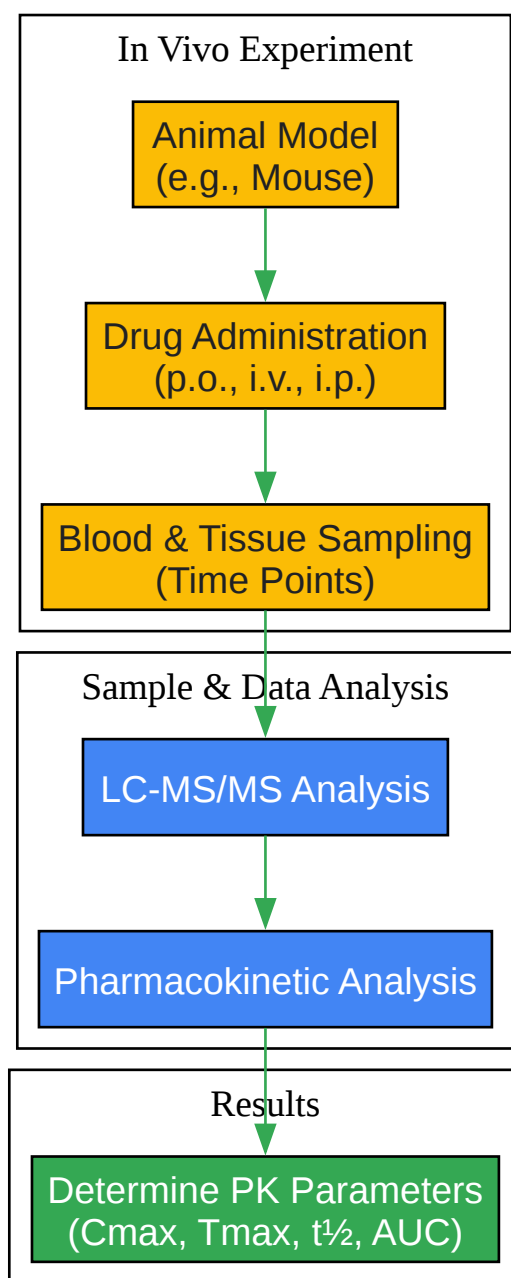 In Vivo Experiment
Animal Model
(e.g., Mouse)
Drug Administration
(p.o., i.v., i.p.)
Blood & Tissue Sampling
(Time Points)
Sample & Data Analysis
LC-MS/MS Analysis
Pharmacokinetic Analysis
Results
Determine PK Parameters
(Cmax, Tmax, t½, AUC)